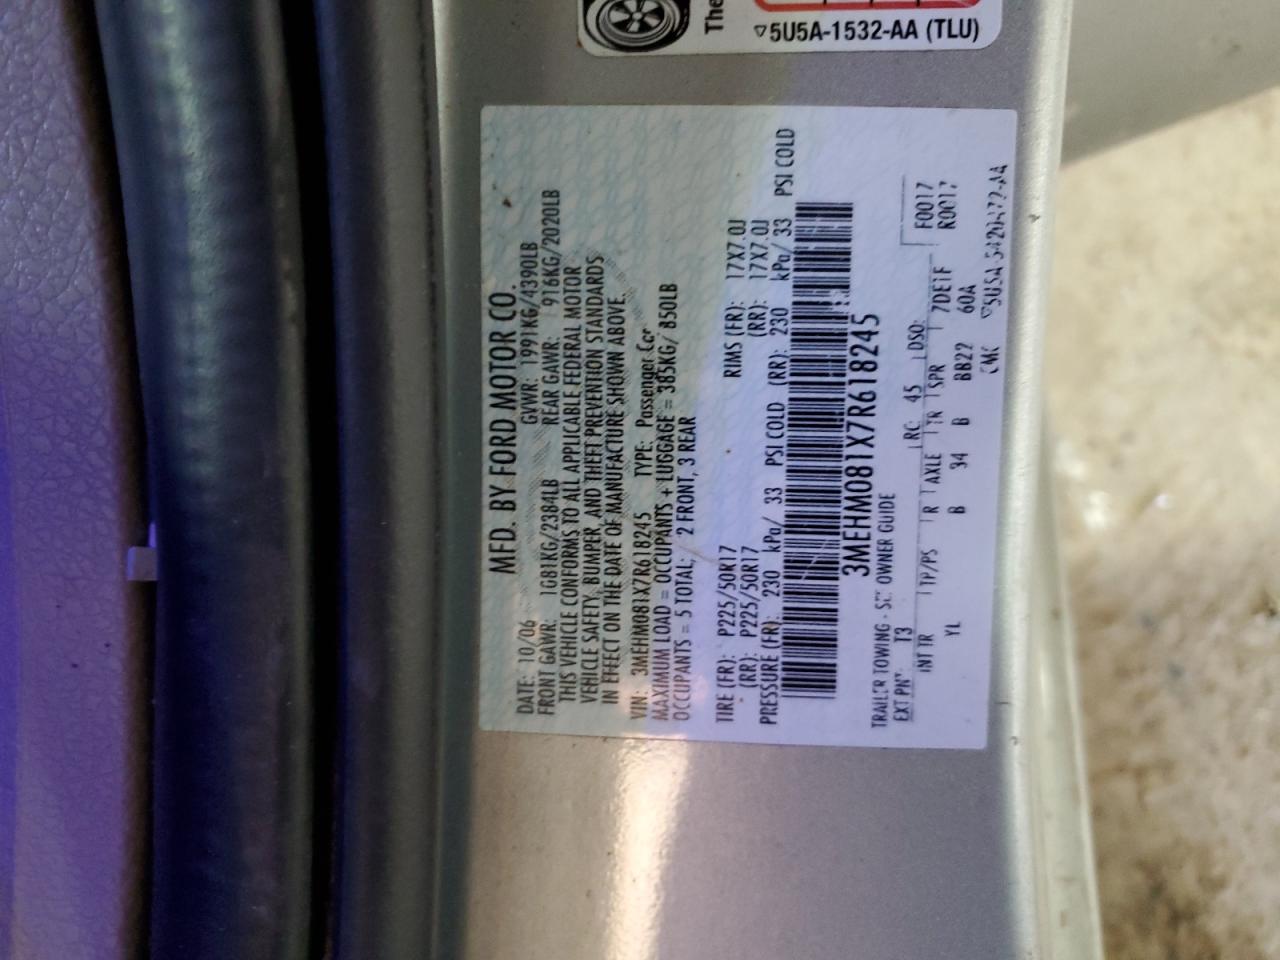 The
▽5U5A-1532-AA (TLU)
MFD. BY FORD MOTOR CO.
DATE: 10/06 GVWR: 1991KG/4390LB
FRONT GAWR: 1081KG/2384LB REAR GAWR: 916KG/2020LB
THIS VEHICLE CONFORMS TO ALL APPLICABLE FEDERAL MOTOR
VEHICLE SAFETY, BUMPER, AND THEFT PREVENTION STANDARDS
IN EFFECT ON THE DATE OF MANUFACTURE SHOWN ABOVE.
VIN: 3MEHM081X7R618245 TYPE: Passenger Car
MAXIMUM LOAD = OCCUPANTS + LUGGAGE = 385KG/ 850LB
OCCUPANTS = 5 TOTAL; 2 FRONT, 3 REAR
TIRE (FR): P225/50R17 RIMS (FR): 17X7.0J
(RR): P225/50R17 (RR): 17X7.0J
PRESSURE (FR): 230 kPa/ 33 PSI COLD (RR): 230 kPa/ 33 PSI COLD
3MEHM081X7R618245
TRAILER TOWING - SEE OWNER GUIDE
EXT PNT: T3 RC: 45 DSO: F0017
INT TR TP/PS R AXLE TR SPR 7DE1F R0017
YL B 34 B BB22 60A
▽5U5A-5420472-AA